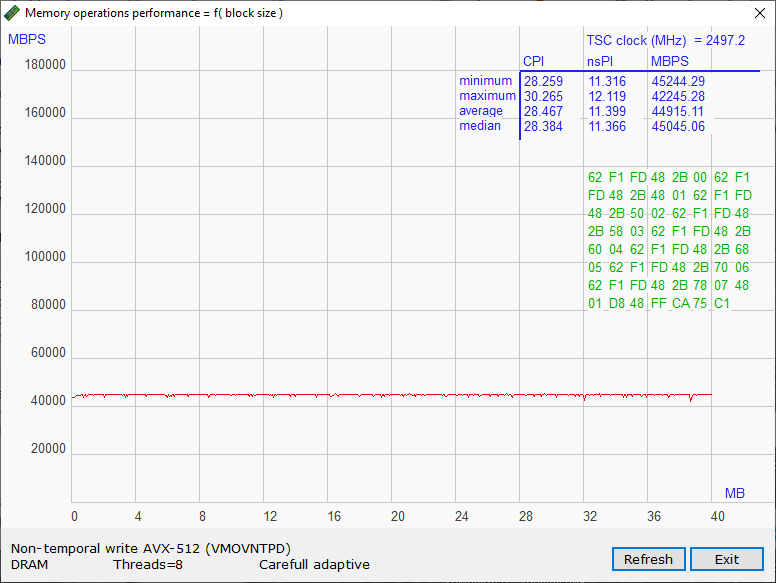 Memory operations performance = f( block size )
MBPS
TSC clock (MHz) = 2497.2
CPI nsPI MBPS
minimum 28.259 11.316 45244.29
maximum 30.265 12.119 42245.28
average 28.467 11.399 44915.11
median 28.384 11.366 45045.06
180000
160000
140000
120000
100000
80000
60000
40000
20000
62 F1 FD 48 2B 00 62 F1
FD 48 2B 48 01 62 F1 FD
48 2B 50 02 62 F1 FD 48
2B 58 03 62 F1 FD 48 2B
60 04 62 F1 FD 48 2B 68
05 62 F1 FD 48 2B 70 06
62 F1 FD 48 2B 78 07 48
01 D8 48 FF CA 75 C1
MB
0 4 8 12 16 20 24 28 32 36 40
Non-temporal write AVX-512 (VMOVNTPD)
DRAM Threads=8 Carefull adaptive
Refresh Exit